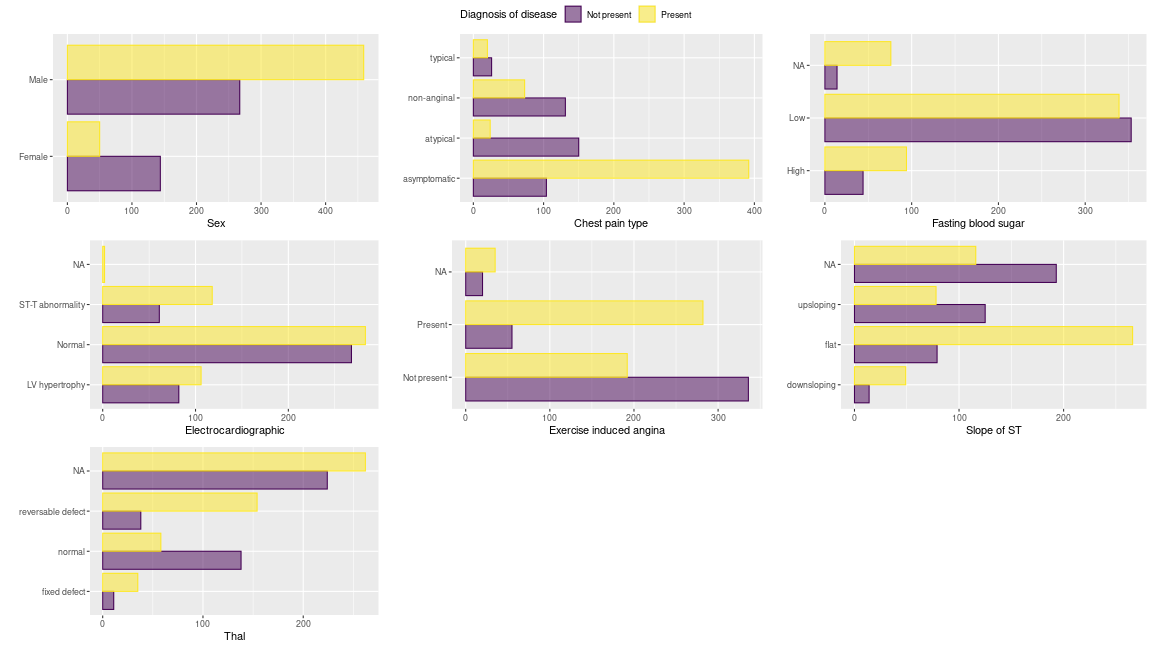 Diagnosis of disease Not present Present
Male
Female
0 100 200 300 400
Sex
typical
non-anginal
atypical
asymptomatic
0 100 200 300 400
Chest pain type
NA
Low
High
0 100 200 300
Fasting blood sugar
NA
ST-T abnormality
Normal
LV hypertrophy
0 100 200
Electrocardiographic
NA
Present
Not present
0 100 200 300
Exercise induced angina
NA
upsloping
flat
downsloping
0 100 200
Slope of ST
NA
reversable defect
normal
fixed defect
0 100 200
Thal